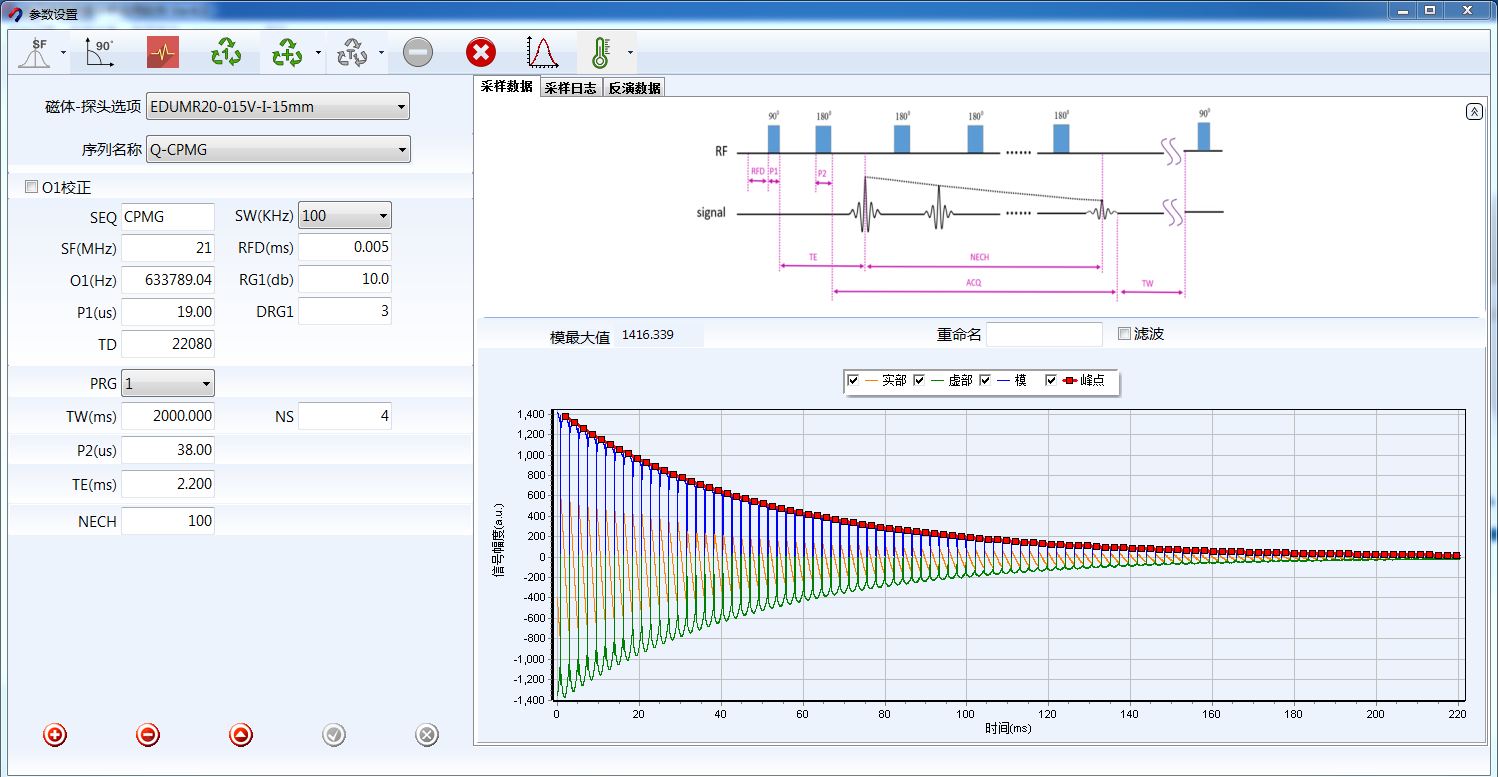 参数设置
SF
90°
磁体-探头选项 EDUMR20-015V-I-15mm
序列名称 Q-CPMG
O1校正
SEQ CPMG SW(KHz) 100
SF(MHz) 21 RFD(ms) 0.005
O1(Hz) 633789.04 RG1(db) 10.0
P1(us) 19.00 DRG1 3
TD 22080
PRG 1
TW(ms) 2000.000 NS 4
P2(us) 38.00
TE(ms) 2.200
NECH 100
采样数据 采样日志 反演数据
90° 180° 180° 180° 180° 90°
RF
RFD P1 P2
signal
TE NECH
ACQ TW
模最大值 1416.339 重命名 滤波
实部 虚部 模 峰点
信号幅度(a.u.)
1,400
1,200
1,000
800
600
400
200
0
-200
-400
-600
-800
-1,000
-1,200
-1,400
0 20 40 60 80 100 120 140 160 180 200 220
时间(ms)